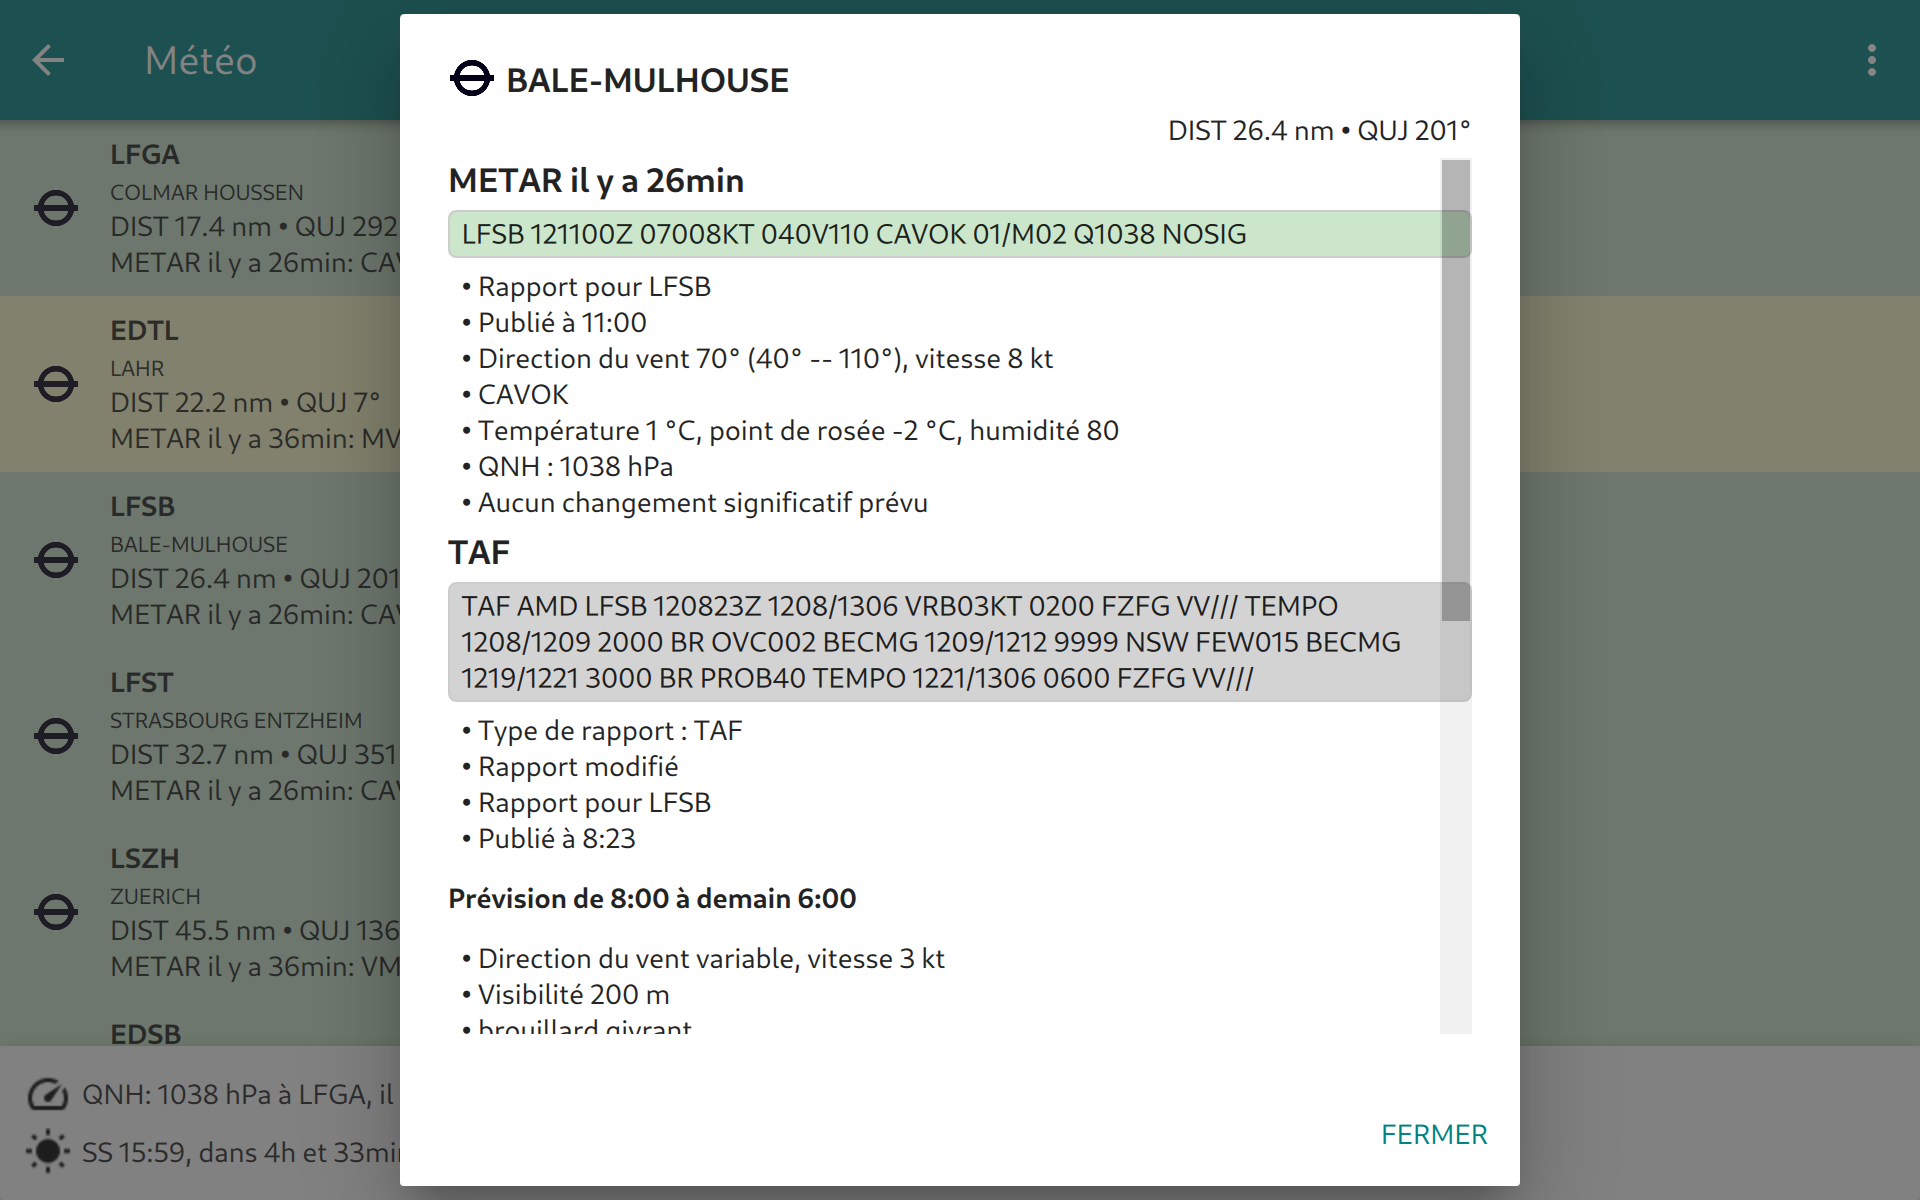 Météo
LFGA
COLMAR HOUSSEN
DIST 17.4 nm • QUJ 292
METAR il y a 26min: CAV
EDTL
LAHR
DIST 22.2 nm • QUJ 7°
METAR il y a 36min: MV
LFSB
BALE-MULHOUSE
DIST 26.4 nm • QUJ 201
METAR il y a 26min: CAV
LFST
STRASBOURG ENTZHEIM
DIST 32.7 nm • QUJ 351
METAR il y a 26min: CAV
LSZH
ZUERICH
DIST 45.5 nm • QUJ 136
METAR il y a 36min: VM
EDSB
QNH: 1038 hPa à LFGA, il
SS 15:59, dans 4h et 33min
BALE-MULHOUSE
DIST 26.4 nm • QUJ 201°
METAR il y a 26min
LFSB 121100Z 07008KT 040V110 CAVOK 01/M02 Q1038 NOSIG
• Rapport pour LFSB
• Publié à 11:00
• Direction du vent 70° (40° -- 110°), vitesse 8 kt
• CAVOK
• Température 1 °C, point de rosée -2 °C, humidité 80
• QNH : 1038 hPa
• Aucun changement significatif prévu
TAF
TAF AMD LFSB 120823Z 1208/1306 VRB03KT 0200 FZFG VV/// TEMPO
1208/1209 2000 BR OVC002 BECMG 1209/1212 9999 NSW FEW015 BECMG
1219/1221 3000 BR PROB40 TEMPO 1221/1306 0600 FZFG VV///
• Type de rapport : TAF
• Rapport modifié
• Rapport pour LFSB
• Publié à 8:23
Prévision de 8:00 à demain 6:00
• Direction du vent variable, vitesse 3 kt
• Visibilité 200 m
• brouillard givrant
FERMER